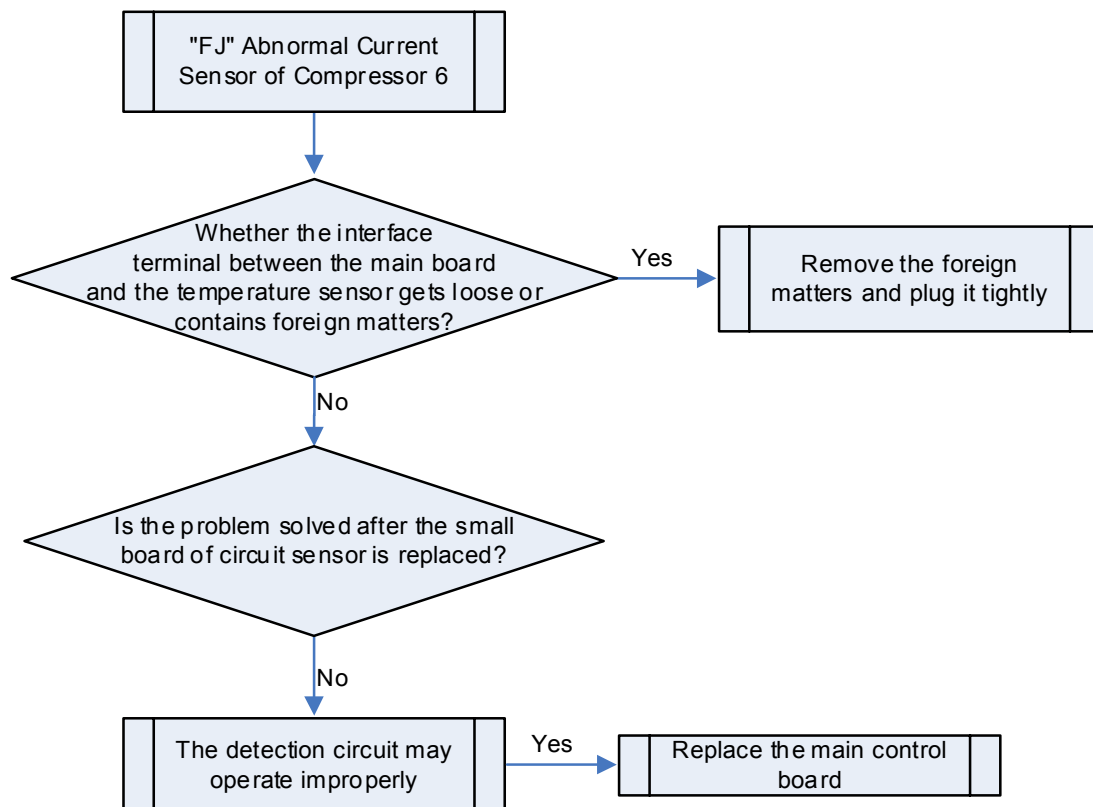 "FJ" Abnormal Current
Sensor of Compressor 6
Whether the interface
terminal between the main board
and the temperature sensor gets loose or
contains foreign matters?
Yes
Remove the foreign
matters and plug it tightly
No
Is the problem solved after the small
board of circuit sensor is replaced?
No
The detection circuit may
operate improperly
Yes
Replace the main control
board